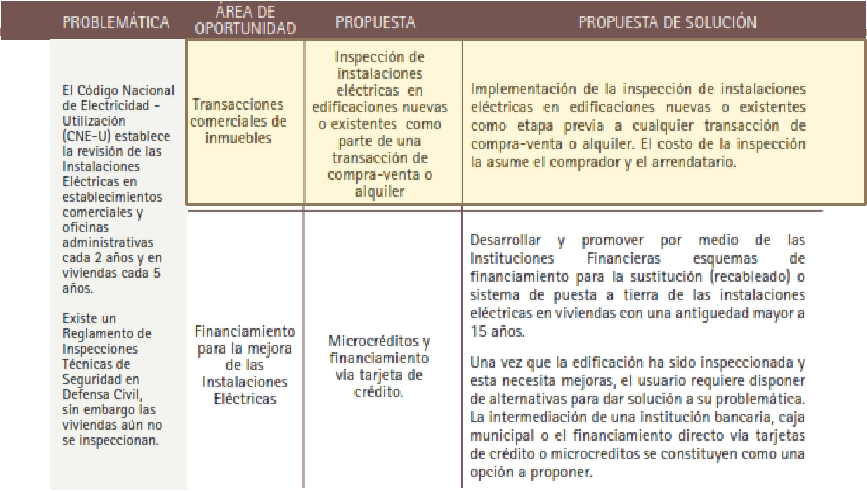 PROBLEMÁTICA
ÁREA DE
OPORTUNIDAD
PROPUESTA
PROPUESTA DE SOLUCIÓN
El Código Nacional
de Electricidad -
Utilización
(CNE-U) establece
la revisión de las
Instalaciones
Eléctricas en
establecimientos
comerciales y
oficinas
administrativas
cada 2 años y en
viviendas cada 5
años.
Existe un
Reglamento de
Inspecciones
Técnicas de
Seguridad en
Defensa Civil,
sin embargo las
viviendas aún no
se inspeccionan.
Transacciones
comerciales de
inmuebles
Inspección de
instalaciones
eléctricas en
edificaciones nuevas
o existentes como
parte de una
transacción de
compra-venta o
alquiler
Implementación de la inspección de instalaciones
eléctricas en edificaciones nuevas o existentes
como etapa previa a cualquier transacción de
compra-venta o alquiler. El costo de la inspección
la asume el comprador y el arrendatario.
Financiamiento
para la mejora
de las
Instalaciones
Eléctricas
Microcréditos y
financiamiento
vía tarjeta de
crédito.
Desarrollar y promover por medio de las
Instituciones Financieras esquemas de
financiamiento para la sustitución (recableado) o
sistema de puesta a tierra de las instalaciones
eléctricas en viviendas con una antiguedad mayor a
15 años.
Una vez que la edificación ha sido inspeccionada y
esta necesita mejoras, el usuario requiere disponer
de alternativas para dar solución a su problemática.
La intermediación de una institución bancaria, caja
municipal o el financiamiento directo vía tarjetas
de crédito o microcreditos se constituyen como una
opción a proponer.